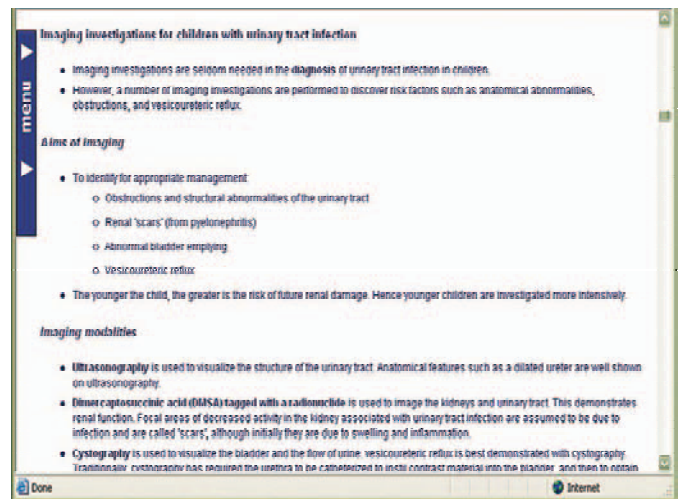 Imaging investigations for children with urinary tract infection
menu
• Imaging investigations are seldom needed in the diagnosis of urinary tract infection in children.
• However, a number of imaging investigations are performed to discover risk factors such as anatomical abnormalities,
obstructions, and vesicoureteric reflux.
Aims of imaging
• To identify for appropriate management
o Obstructions and structural abnormalities of the urinary tract
o Renal 'scars' (from pyelonephritis)
o Abnormal bladder emptying
o Vesicoureteric reflux
• The younger the child, the greater is the risk of future renal damage. Hence younger children are investigated more intensively.
Imaging modalities
• Ultrasonography is used to visualize the structure of the urinary tract. Anatomical features such as a dilated ureter are well shown
on ultrasonography.
• Dimercaptosuccinic acid (DMSA) tagged with a radionuclide is used to image the kidneys and urinary tract. This demonstrates
renal function. Focal areas of decreased activity in the kidney associated with urinary tract infection are assumed to be due to
infection and are called 'scars', although initially they are due to swelling and inflammation.
• Cystography is used to visualize the bladder and the flow of urine. vesicoureteric reflux is best demonstrated with cystography.
Traditionally, cystography has required the urethra to be catheterized to instil contrast material into the bladder, and then to obtain
Done
Internet